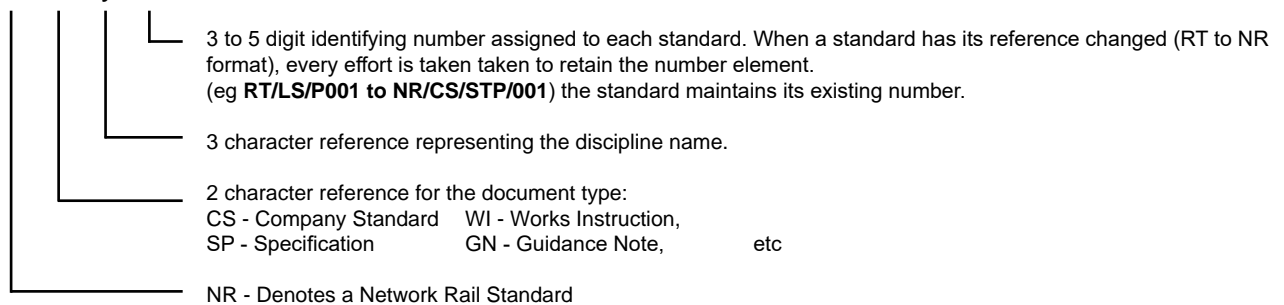 3 to 5 digit identifying number assigned to each standard. When a standard has its reference changed (RT to NR
format), every effort is taken taken to retain the number element.
(eg RT/LS/P001 to NR/CS/STP/001) the standard maintains its existing number.
3 character reference representing the discipline name.
2 character reference for the document type:
CS - Company Standard WI - Works Instruction,
SP - Specification GN - Guidance Note, etc
NR - Denotes a Network Rail Standard